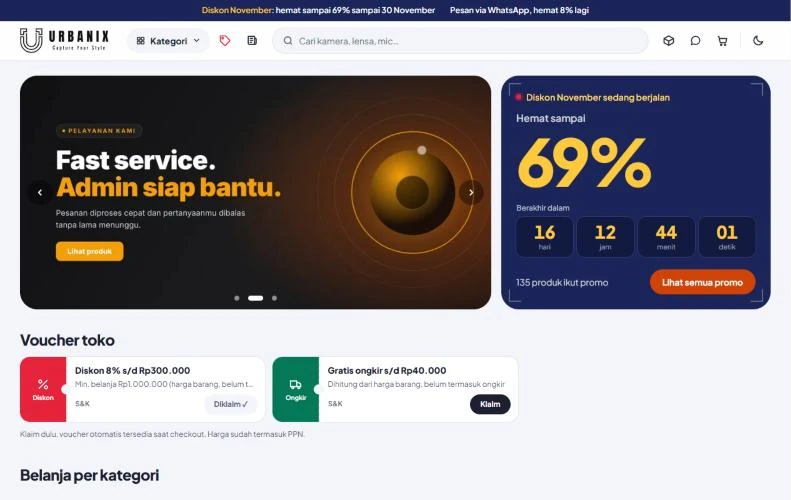 Diskon November: hemat sampai 69% sampai 30 November Pesan via WhatsApp, hemat 8% lagi
URBANIX
Capture Your Style
Kategori
Cari kamera, lensa, mic...
PELAYANAN KAMI
Fast service.
Admin siap bantu.
Pesanan diproses cepat dan pertanyaanmu dibalas
tanpa lama menunggu.
Lihat produk
Diskon November sedang berjalan
Hemat sampai
69%
Berakhir dalam
16 12 44 01
hari jam menit detik
135 produk ikut promo
Lihat semua promo
Voucher toko
Diskon
Diskon 8% s/d Rp300.000
Min. belanja Rp1.000.000 (harga barang, belum t...
S&K
Diklaim ✓
Ongkir
Gratis ongkir s/d Rp40.000
Dihitung dari harga barang, belum termasuk ongkir
S&K
Klaim
Klaim dulu, voucher otomatis tersedia saat checkout. Harga sudah termasuk PPN.
Belanja per kategori